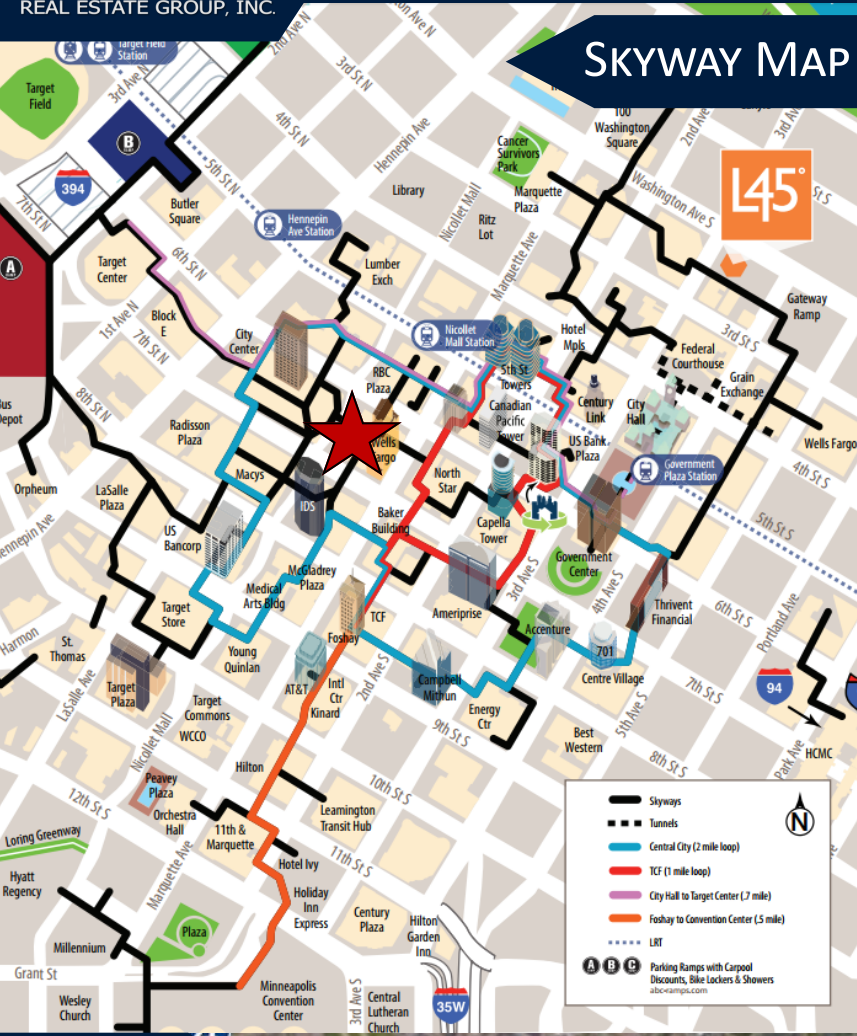 REAL ESTATE GROUP, INC.
SKYWAY MAP
Target Field
Station
Target
Field
3rd Ave N
2nd Ave N
3rd St N
4th St N
5th St N
6th St N
7th St N
7th St N
1st Ave N
Hennepin Ave
Nicollet Mall
Marquette Ave
Washington Ave S
2nd Ave
3rd Ave
St S
100
Washington
Square
Cancer
Survivors
Park
Marquette
Plaza
Library
Ritz
Lot
L45°
B
394
A
Butler
Square
Hennepin
Ave Station
Target
Center
Lumber
Exch
Block
E
City
Center
Nicollet
Mall Station
Hotel
Mpls
Gateway
Ramp
3rd St S
Federal
Courthouse
Grain
Exchange
5th St
Towers
RBC
Plaza
Century
Link
City
Hall
Canadian
Pacific
Tower
US Bank
Plaza
Wells Fargo
4th St S
8th St S
Radisson
Plaza
Wells
Fargo
Macys
North
Star
Government
Plaza Station
5th St S
Orpheum
LaSalle
Plaza
IDS
US
Bancorp
Baker
Building
Capella
Tower
Government
Center
3rd Ave S
4th Ave S
McGladrey
Plaza
Medical
Arts Bldg
Target
Store
TCF
Ameriprise
Thrivent
Financial
6th St S
Portland Ave
Harmon
St.
Thomas
Young
Quinlan
Foshay
2nd Ave S
Accenture
701
Centre Village
LaSalle Ave
Target
Plaza
AT&T
Intl
Ctr
Kinard
Campbell
Mithun
Energy
Ctr
5th Ave S
7th St S
94
Nicollet Mall
Target
Commons
WCCO
9th St S
Best
Western
8th St S
Park Ave
HCMC
Hilton
Peavey
Plaza
10th St S
12th St S
Orchestra
Hall
11th &
Marquette
Leamington
Transit Hub
11th St S
Loring Greenway
Hyatt
Regency
Marquette Ave
Hotel Ivy
Holiday
Inn
Express
Century
Plaza
Hilton
Garden
Inn
Plaza
Millennium
Grant St
Wesley
Church
Minneapolis
Convention
Center
3rd Ave S
Central
Lutheran
Church
35W
Skyways
Tunnels
Central City (2 mile loop)
TCF (1 mile loop)
City Hall to Target Center (.7 mile)
Foshay to Convention Center (.5 mile)
LRT
A B C Parking Ramps with Carpool
Discounts, Bike Lockers & Showers
abc-ramps.com
N